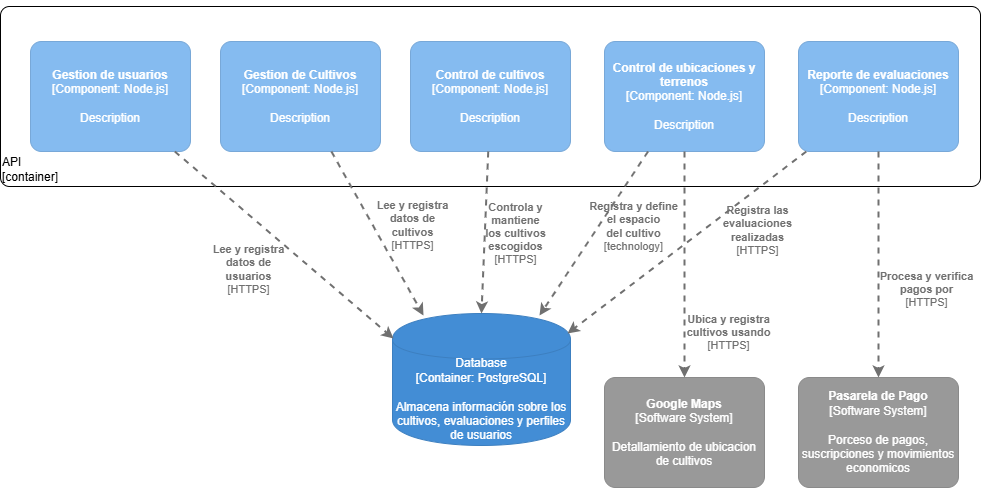 Gestion de usuarios
[Component: Node.js]
Description
Gestion de Cultivos
[Component: Node.js]
Description
Control de cultivos
[Component: Node.js]
Description
Control de ubicaciones y
terrenos
[Component: Node.js]
Description
Reporte de evaluaciones
[Component: Node.js]
Description
API
[container]
Lee y registra
datos de
usuarios
[HTTPS]
Lee y registra
datos de
cultivos
[HTTPS]
Controla y
mantiene
los cultivos
escogidos
[HTTPS]
Registra y define
el espacio
del cultivo
[technology]
Registra las
evaluaciones
realizadas
[HTTPS]
Procesa y verifica
pagos por
[HTTPS]
Ubica y registra
cultivos usando
[HTTPS]
Database
[Container: PostgreSQL]
Almacena información sobre los
cultivos, evaluaciones y perfiles
de usuarios
Google Maps
[Software System]
Detallamiento de ubicacion
de cultivos
Pasarela de Pago
[Software System]
Porceso de pagos,
suscripciones y movimientos
economicos